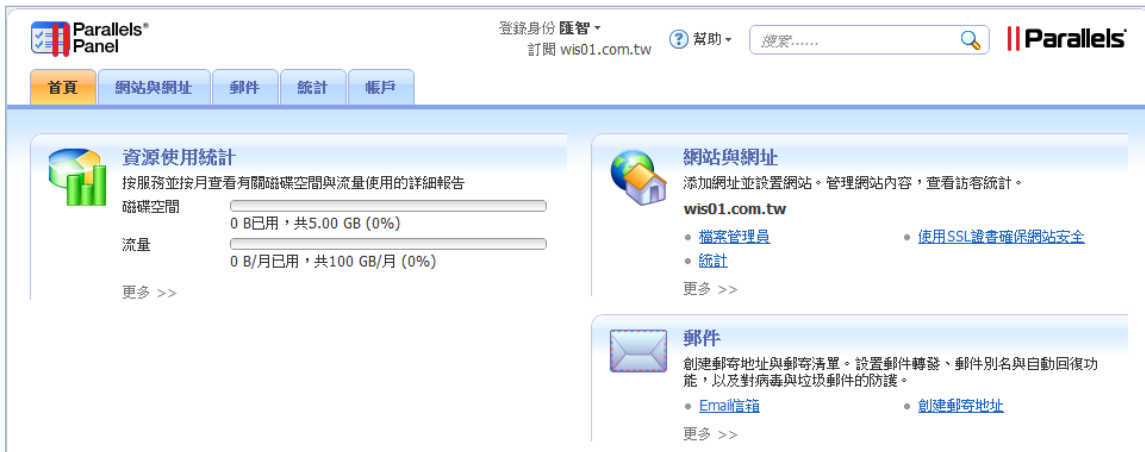 Parallels®
Panel
登錄身份 匯智
訂閱 wis01.com.tw
幫助
搜索......
Parallels
首頁
網站與網址
郵件
統計
帳戶
資源使用統計
按服務並按月查看有關磁碟空間與流量使用的詳細報告
磁碟空間
0 B已用，共5.00 GB (0%)
流量
0 B/月已用，共100 GB/月 (0%)
更多 >>
網站與網址
添加網址並設置網站。管理網站內容，查看訪客統計。
wis01.com.tw
檔案管理員
使用SSL證書確保網站安全
統計
更多 >>
郵件
創建郵寄地址與郵寄清單。設置郵件轉發、郵件別名與自動回復功
能，以及對病毒與垃圾郵件的防護。
Email信箱
創建郵寄地址
更多 >>